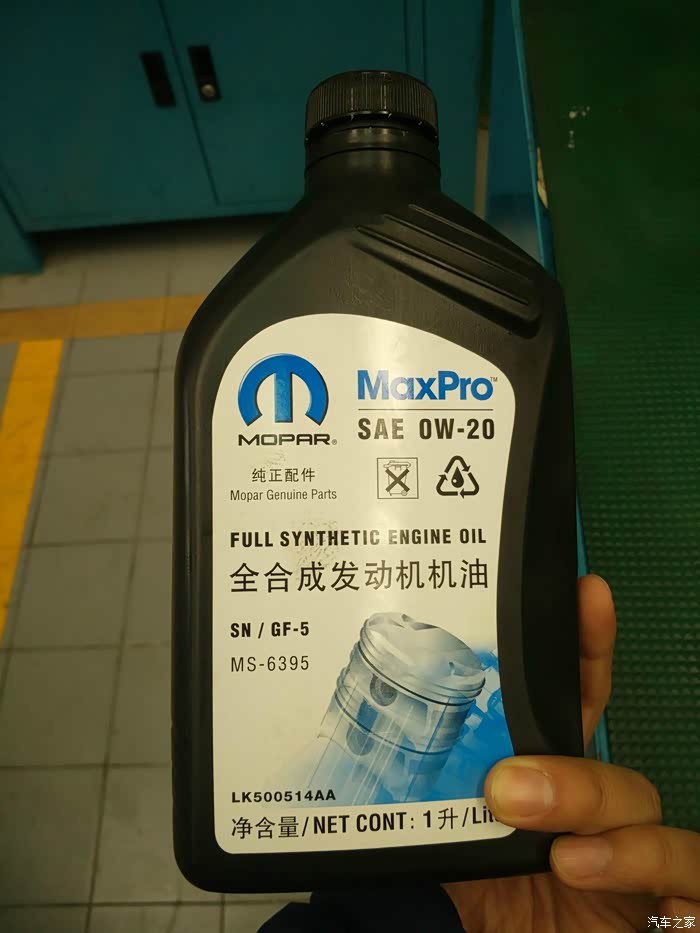 MOPAR®
MaxPro™
SAE 0W-20
纯正配件
Mopar Genuine Parts
FULL SYNTHETIC ENGINE OIL
全合成发动机机油
SN / GF-5
MS-6395
LK500514AA
净含量/NET CONT: 1升/Lit
汽车之家